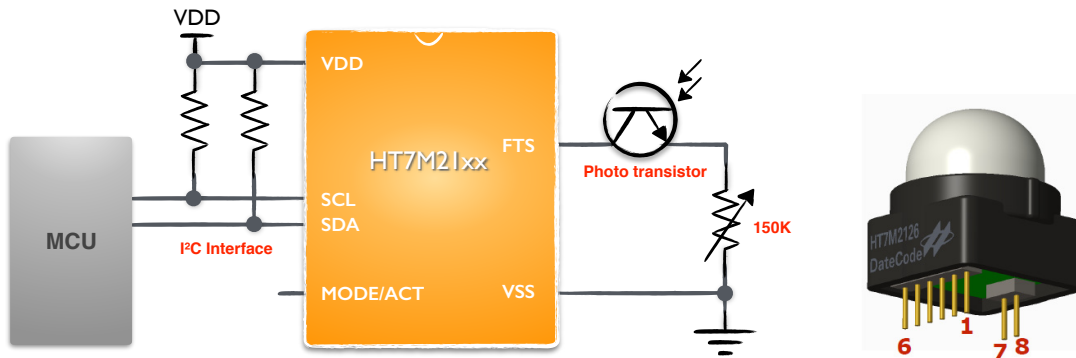 VDD
VDD
HT7M21xx
FTS
Photo transistor
SCL
SDA
MCU
I²C Interface
150K
MODE/ACT
VSS
HT7M2126
DateCode
1
6
7
8